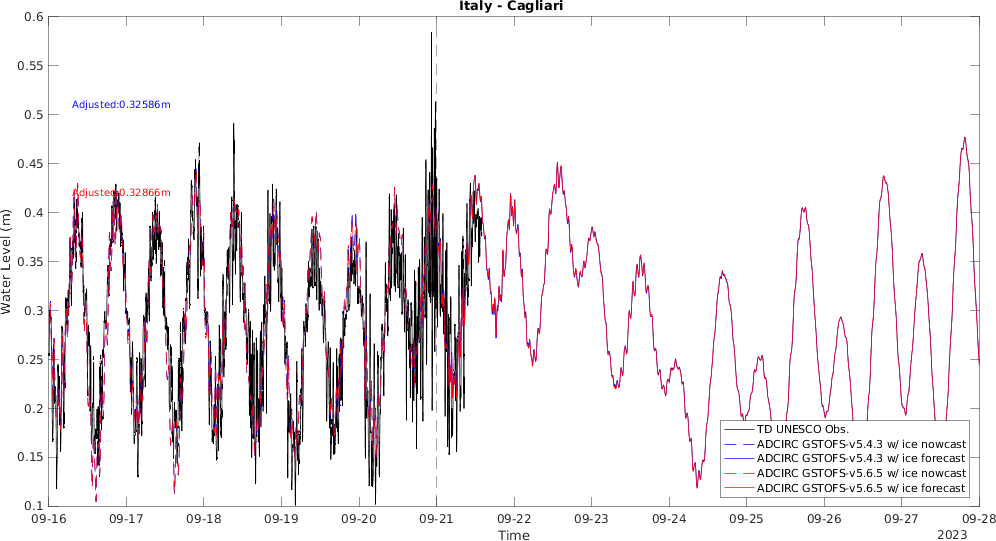 Italy - Cagliari
0.6
0.55
0.5
0.45
0.4
0.35
0.3
0.25
0.2
0.15
0.1
Water Level (m)
Adjusted:0.32586m
Adjusted:0.32866m
TD UNESCO Obs.
ADCIRC GSTOFS-v5.4.3 w/ ice nowcast
ADCIRC GSTOFS-v5.4.3 w/ ice forecast
ADCIRC GSTOFS-v5.6.5 w/ ice nowcast
ADCIRC GSTOFS-v5.6.5 w/ ice forecast
09-16 09-17 09-18 09-19 09-20 09-21 09-22 09-23 09-24 09-25 09-26 09-27 09-28
Time
2023